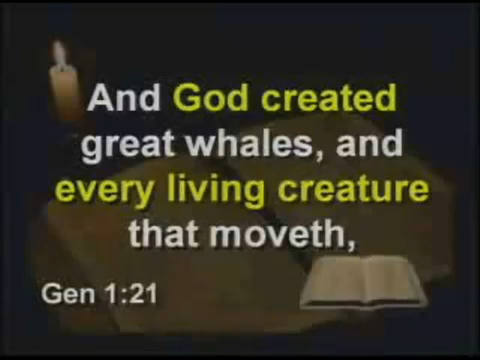 And God created
great whales, and
every living creature
that moveth,
Gen 1:21